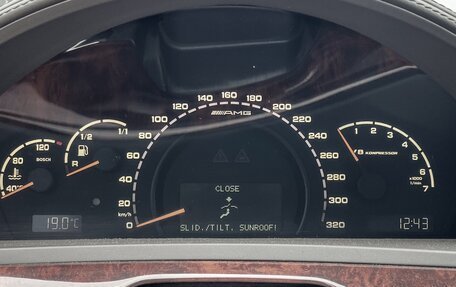 120
80
40°C
BOSCH
R
1/2
1/1
0
20
40
60
80
100
120
140
160
180
200
220
240
260
280
300
320
km/h
AMG
CLOSE
SLID./TILT. SUNROOF!
1
2
3
4
5
6
7
V8 KOMPRESSOR
x1000
1/min
19.0°C
12:43